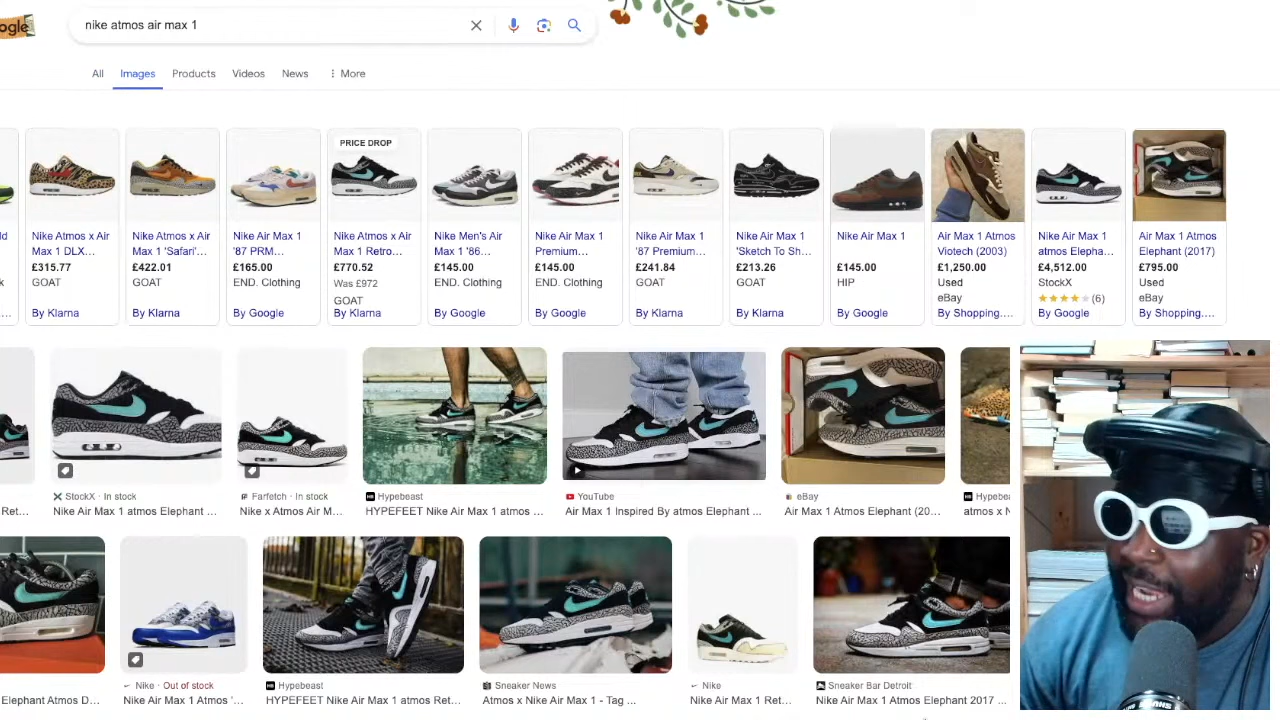 ogle
nike atmos air max 1
All Images Products Videos News More
PRICE DROP
ld
k
...
Nike Atmos x Air
Max 1 DLX...
£315.77
GOAT
By Klarna
Nike Atmos x Air
Max 1 'Safari'...
£422.01
GOAT
By Klarna
Nike Air Max 1
'87 PRM...
£165.00
END. Clothing
By Google
Nike Atmos x Air
Max 1 Retro...
£770.52
Was £972
GOAT
By Klarna
Nike Men's Air
Max 1 '86...
£145.00
END. Clothing
By Google
Nike Air Max 1
Premium...
£145.00
END. Clothing
By Google
Nike Air Max 1
'87 Premium...
£241.84
GOAT
By Klarna
Nike Air Max 1
'Sketch To Sh...
£213.26
GOAT
By Klarna
Nike Air Max 1
£145.00
HIP
By Google
Air Max 1 Atmos
Viotech (2003)
£1,250.00
Used
eBay
By Shopping....
Nike Air Max 1
atmos elepha...
£4,512.00
StockX
(6)
By Google
Air Max 1 Atmos
Elephant (2017)
£795.00
Used
eBay
By Shopping....
Ret...
StockX · In stock
Nike Air Max 1 atmos Elephant ...
Farfetch · In stock
Nike x Atmos Air M...
Hypebeast
HYPEFEET Nike Air Max 1 atmos ...
YouTube
Air Max 1 Inspired By atmos Elephant ...
eBay
Air Max 1 Atmos Elephant (20...
Hypebea
atmos x N
Elephant Atmos D...
Nike · Out of stock
Nike Air Max 1 Atmos '...
Hypebeast
HYPEFEET Nike Air Max 1 atmos Ret...
Sneaker News
Atmos x Nike Air Max 1 - Tag ...
Nike
Nike Air Max 1 Ret...
Sneaker Bar Detroit
Nike Air Max 1 Atmos Elephant 2017 ...
SHURE